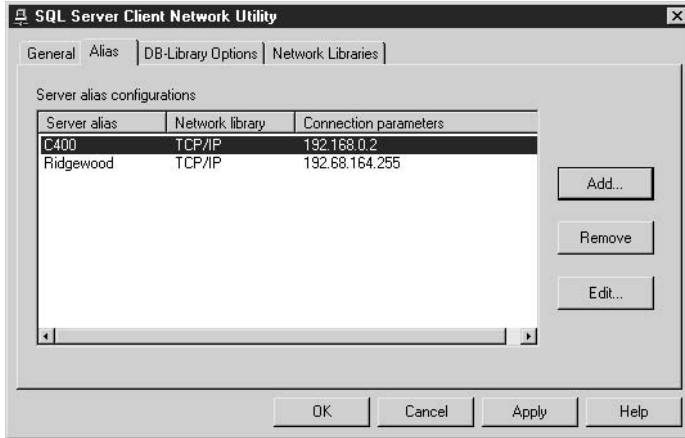 SQL Server Client Network Utility
General Alias DB-Library Options Network Libraries
Server alias configurations
Server alias Network library Connection parameters
C400 TCP/IP 192.168.0.2
Ridgewood TCP/IP 192.68.164.255
Add...
Remove
Edit...
OK Cancel Apply Help